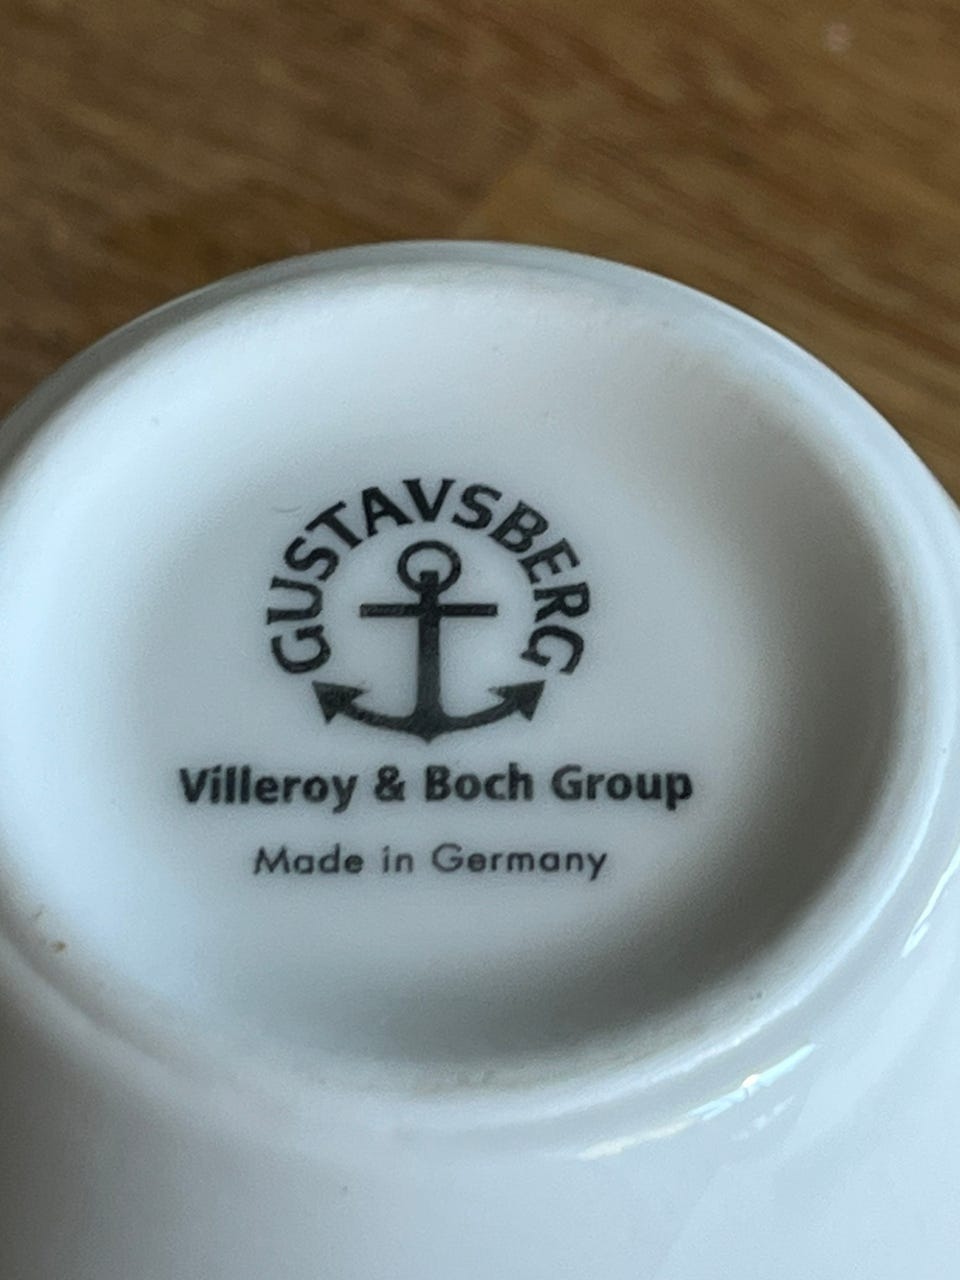 GUSTAVSBERG
Villeroy & Boch Group
Made in Germany